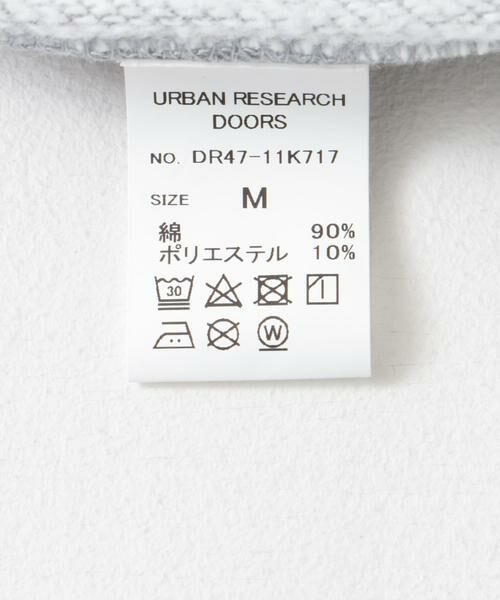 URBAN RESEARCH
DOORS
NO. DR47-11K717
SIZE M
綿 90%
ポリエステル 10%
30
W